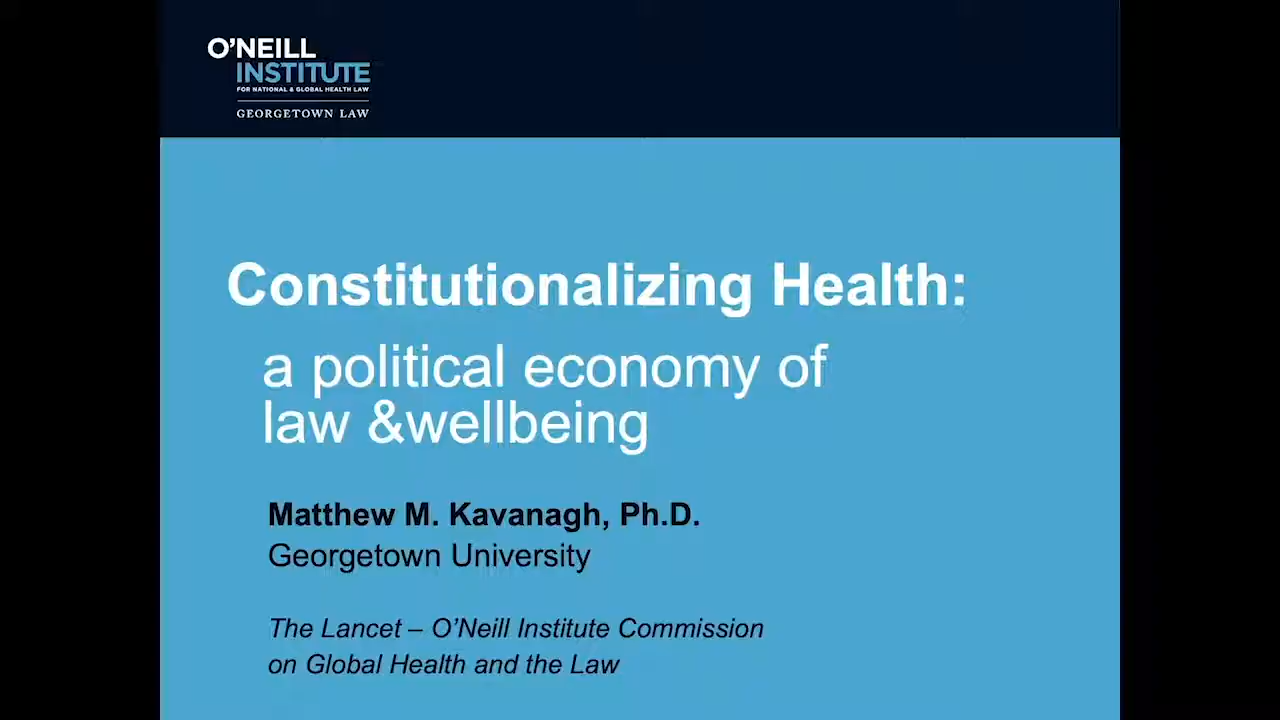 O'NEILL
INSTITUTE
FOR NATIONAL & GLOBAL HEALTH LAW
GEORGETOWN LAW
Constitutionalizing Health:
a political economy of
law &wellbeing
Matthew M. Kavanagh, Ph.D.
Georgetown University
The Lancet – O'Neill Institute Commission
on Global Health and the Law